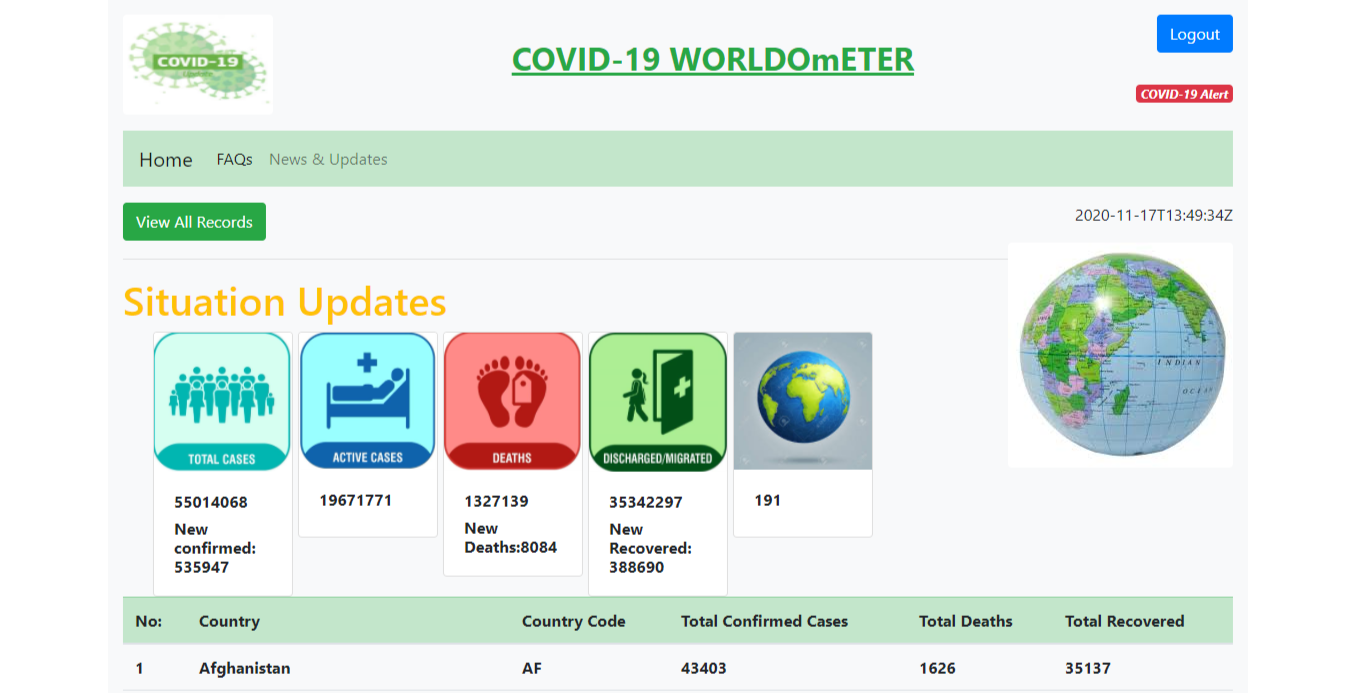 COVID-19
COVID-19 WORLDOmETER
Logout
COVID-19 Alert
Home FAQs News & Updates
View All Records
2020-11-17T13:49:34Z
Situation Updates
INDIAN
OCEAN
TOTAL CASES
55014068
New
confirmed:
535947
ACTIVE CASES
19671771
DEATHS
1327139
New
Deaths:8084
DISCHARGED/MIGRATED
35342297
New
Recovered:
388690
191
No: Country Country Code Total Confirmed Cases Total Deaths Total Recovered
1 Afghanistan AF 43403 1626 35137